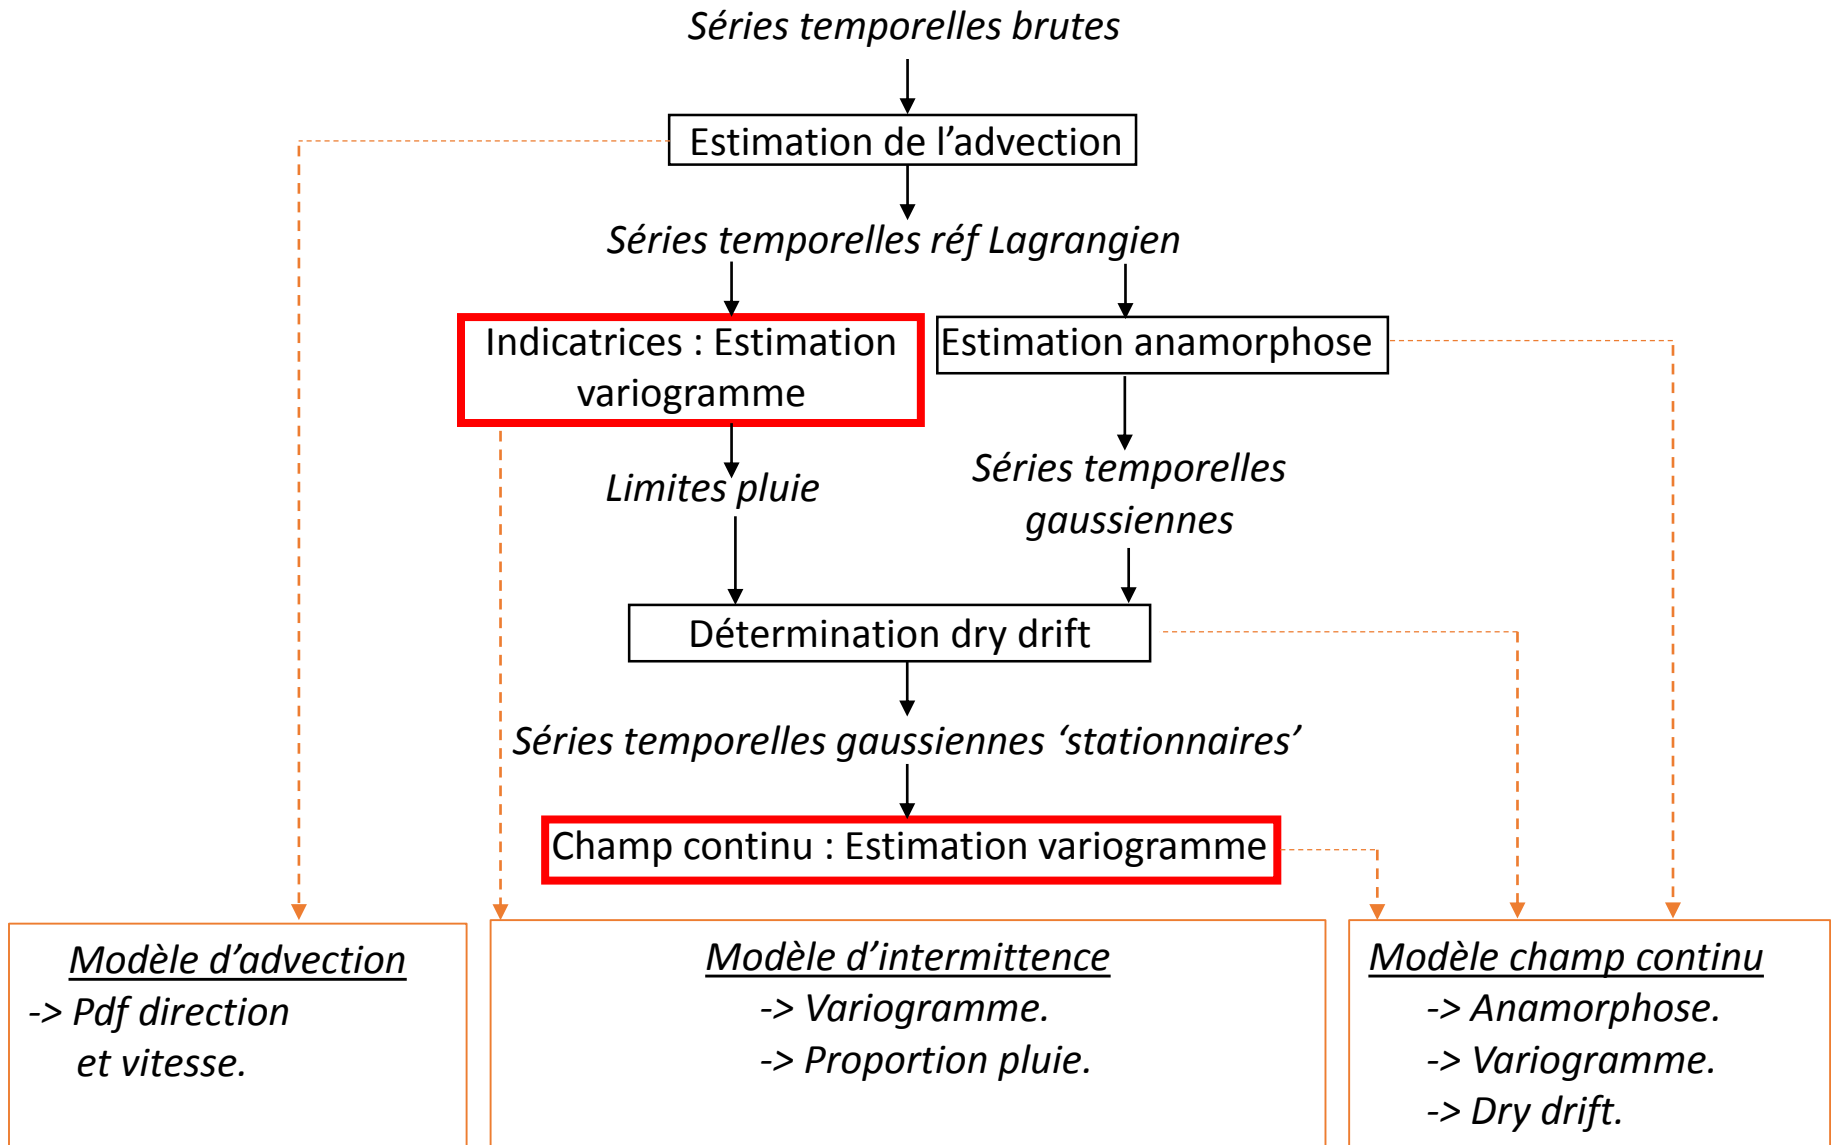 Séries temporelles brutes
Estimation de l’advection
Séries temporelles réf Lagrangien
Indicatrices : Estimation
variogramme
Estimation anamorphose
Limites pluie
Séries temporelles
gaussiennes
Détermination dry drift
Séries temporelles gaussiennes ‘stationnaires’
Champ continu : Estimation variogramme
Modèle d’advection
-> Pdf direction
et vitesse.
Modèle d’intermittence
-> Variogramme.
-> Proportion pluie.
Modèle champ continu
-> Anamorphose.
-> Variogramme.
-> Dry drift.